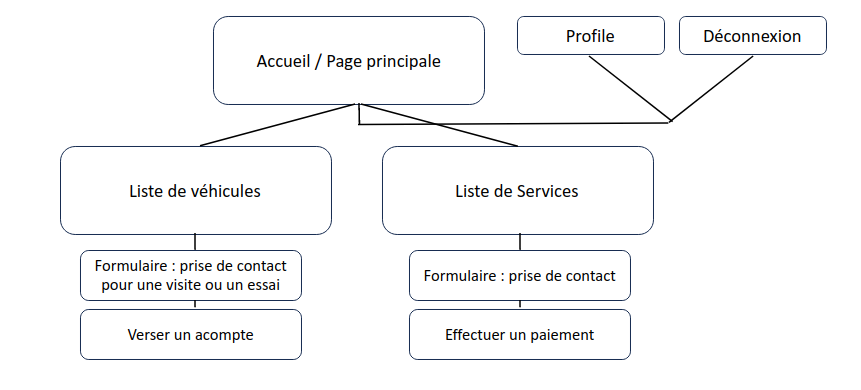 Accueil / Page principale
Profile
Déconnexion
Liste de véhicules
Liste de Services
Formulaire : prise de contact
pour une visite ou un essai
Formulaire : prise de contact
Verser un acompte
Effectuer un paiement